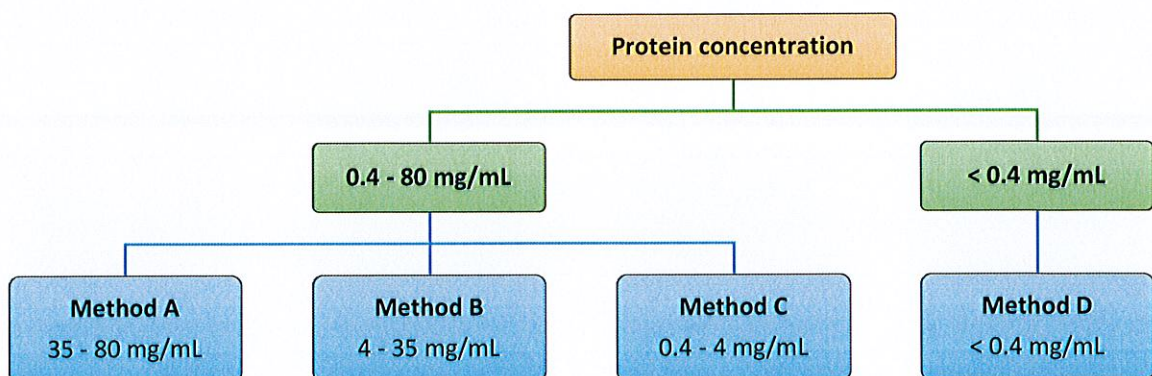 Protein concentration
0.4 - 80 mg/mL
< 0.4 mg/mL
Method A
35 - 80 mg/mL
Method B
4 - 35 mg/mL
Method C
0.4 - 4 mg/mL
Method D
< 0.4 mg/mL